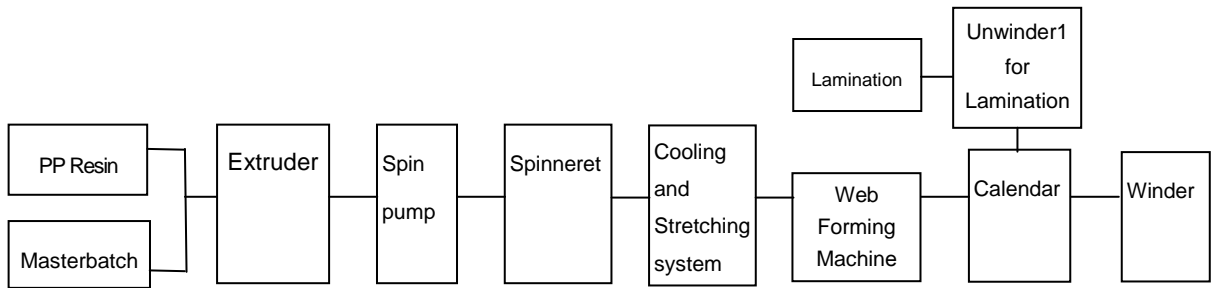 PP Resin
Masterbatch
Extruder
Spin
pump
Spinneret
Cooling
and
Stretching
system
Web
Forming
Machine
Lamination
Unwinder1
for
Lamination
Calendar
Winder